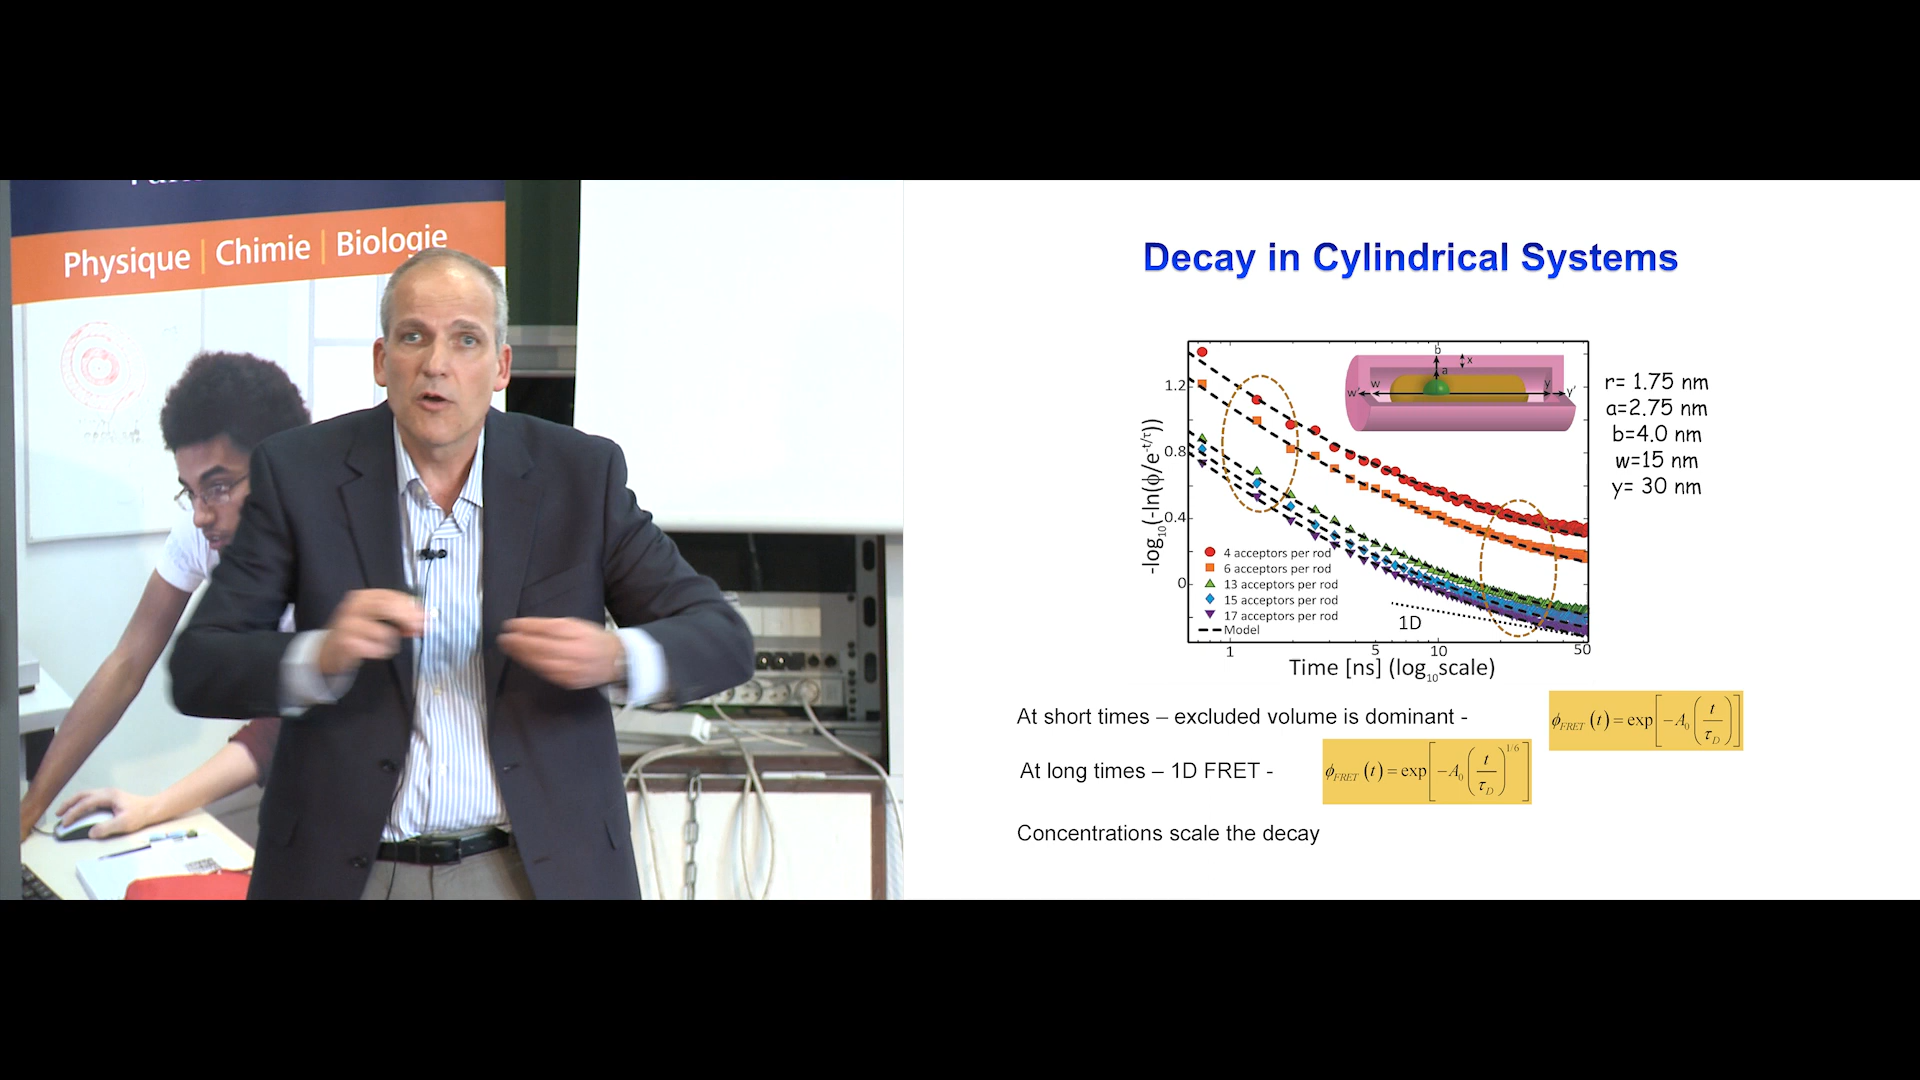 Physique | Chimie | Biologie
Decay in Cylindrical Systems
b
x
a
w' w y y'
r= 1.75 nm
a=2.75 nm
b=4.0 nm
w=15 nm
y= 30 nm
-log10(-ln(ϕ/e^-t/τ))
1.2
0.8
0.4
0
4 acceptors per rod
6 acceptors per rod
13 acceptors per rod
15 acceptors per rod
17 acceptors per rod
Model
1D
1 5 10 50
Time [ns] (log10scale)
At short times – excluded volume is dominant -
ϕFRET (t) = exp[−A0(t/τD)]
At long times – 1D FRET -
ϕFRET (t) = exp[−A0(t/τD)^1/6]
Concentrations scale the decay